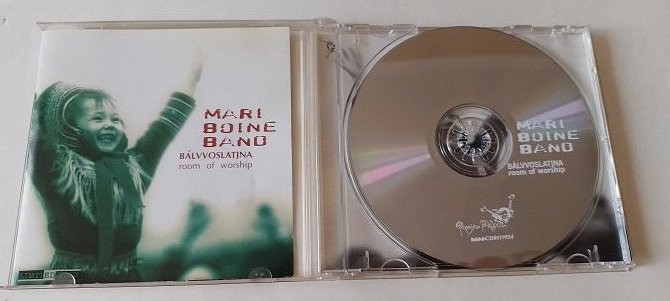 MARI
BOINE
BAND
BÁLVVOSLATJNA
room of worship
MARI
BOINE
BAND
BÁLVVOSLATJNA
room of worship